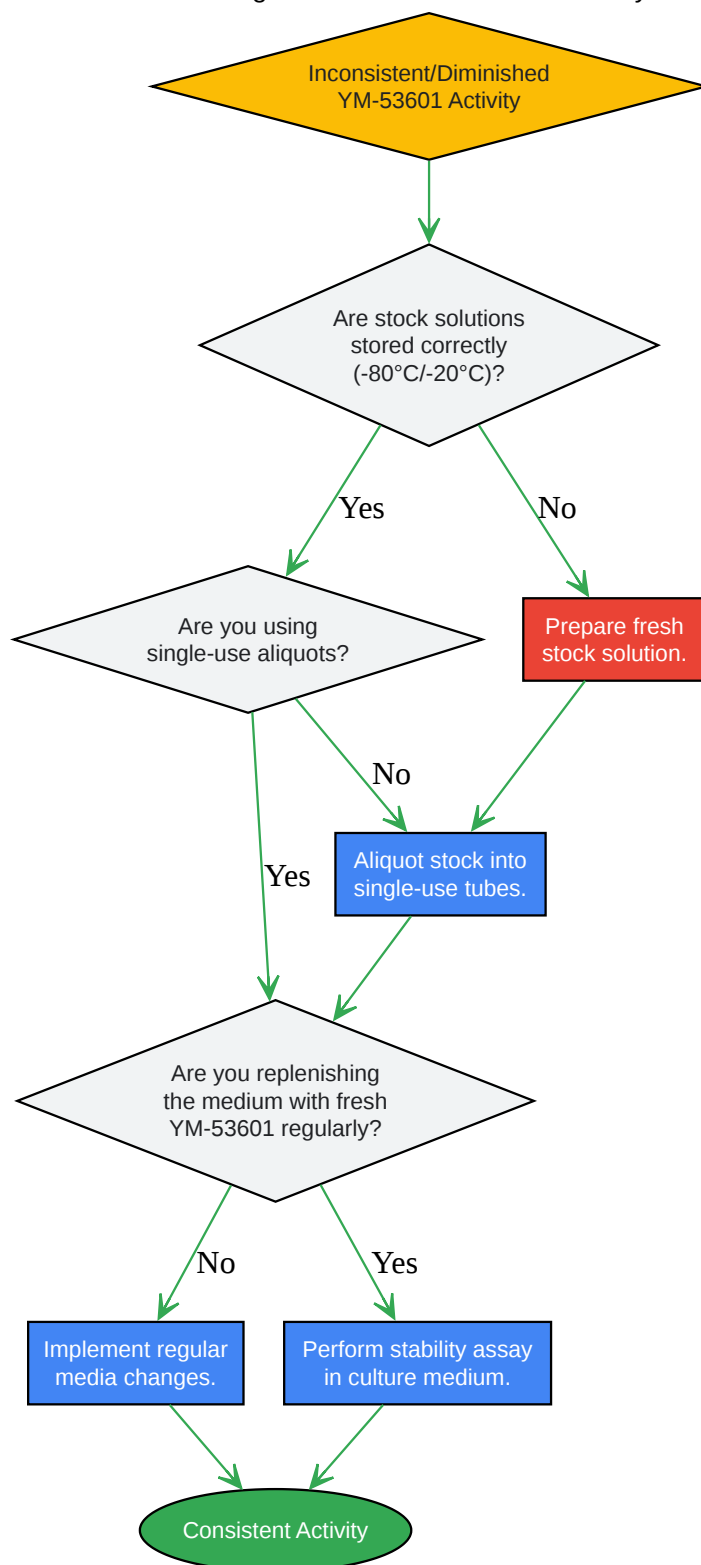 Inconsistent/Diminished
YM-53601 Activity
Are stock solutions
stored correctly
(-80°C/-20°C)?
Yes
No
Are you using
single-use aliquots?
Prepare fresh
stock solution.
No
Yes
Aliquot stock into
single-use tubes.
Are you replenishing
the medium with fresh
YM-53601 regularly?
No
Yes
Implement regular
media changes.
Perform stability assay
in culture medium.
Consistent Activity